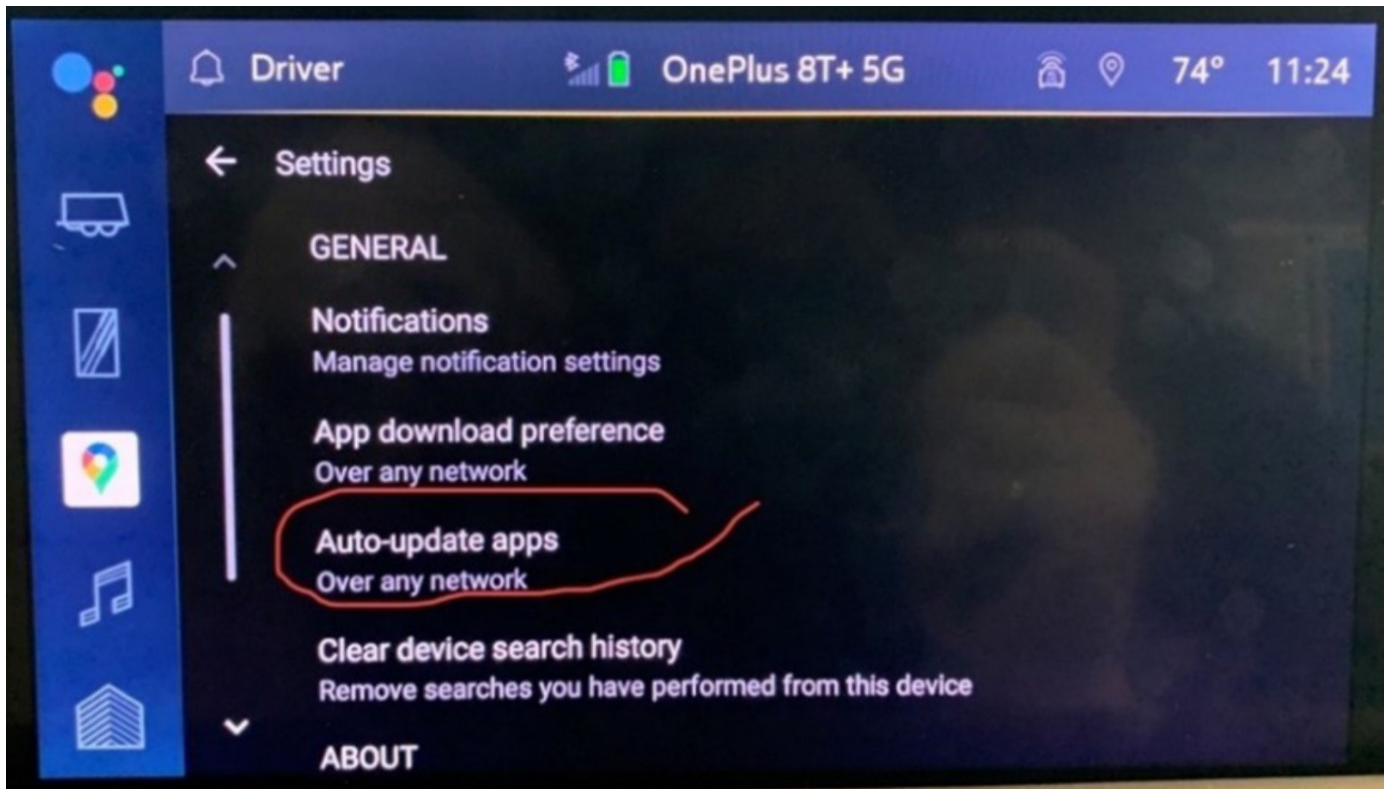 Driver
OnePlus 8T+ 5G
74°
11:24
Settings
GENERAL
Notifications
Manage notification settings
App download preference
Over any network
Auto-update apps
Over any network
Clear device search history
Remove searches you have performed from this device
ABOUT